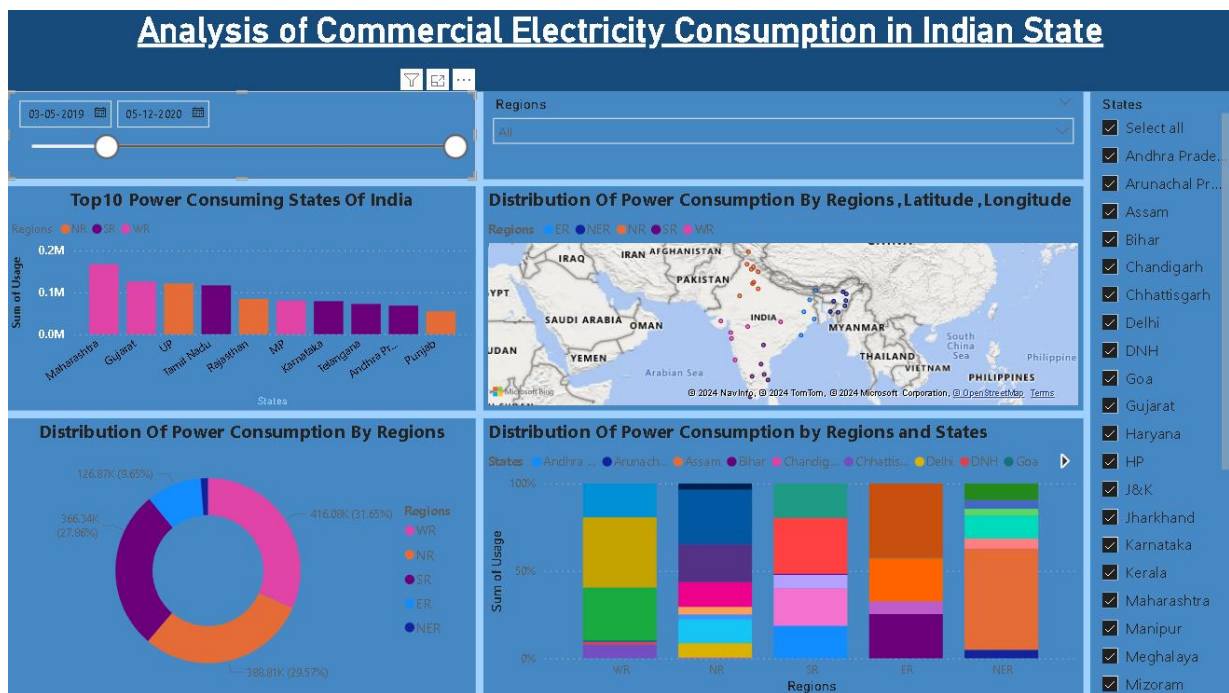 Analysis of Commercial Electricity Consumption in Indian State
03-05-2019
05-12-2020
Regions
All
States
Select all
Andhra Prade...
Arunachal Pr...
Assam
Bihar
Chandigarh
Chhattisgarh
Delhi
DNH
Goa
Gujarat
Haryana
HP
J&K
Jharkhand
Karnataka
Kerala
Maharashtra
Manipur
Meghalaya
Mizoram
Top10 Power Consuming States Of India
Regions NR SR WR
0.2M
0.1M
0.0M
Sum of Usage
Maharashtra
Gujarat
UP
Tamil Nadu
Rajasthan
MP
Karnataka
Telangana
Andhra Pr...
Punjab
States
Distribution Of Power Consumption By Regions ,Latitude ,Longitude
Regions ER NER NR SR WR
IRAQ
IRAN
AFGHANISTAN
CHINA
PAKISTAN
YPT
SAUDI ARABIA
OMAN
INDIA
MYANMAR
UDAN
YEMEN
Arabian Sea
THAILAND
VIETNAM
South
China
Sea
Philippine
PHILIPPINES
Microsoft Bing
© 2024 NavInfo, © 2024 TomTom, © 2024 Microsoft Corporation, © OpenStreetMap Terms
Distribution Of Power Consumption By Regions
126.87K (9.65%)
366.34K
(27.86%)
416.08K (31.65%)
388.81K (29.57%)
Regions
WR
NR
SR
ER
NER
Distribution Of Power Consumption by Regions and States
States Andhra ... Arunach... Assam Bihar Chandig... Chhattis... Delhi DNH Goa
100%
50%
0%
Sum of Usage
WR
NR
SR
ER
NER
Regions